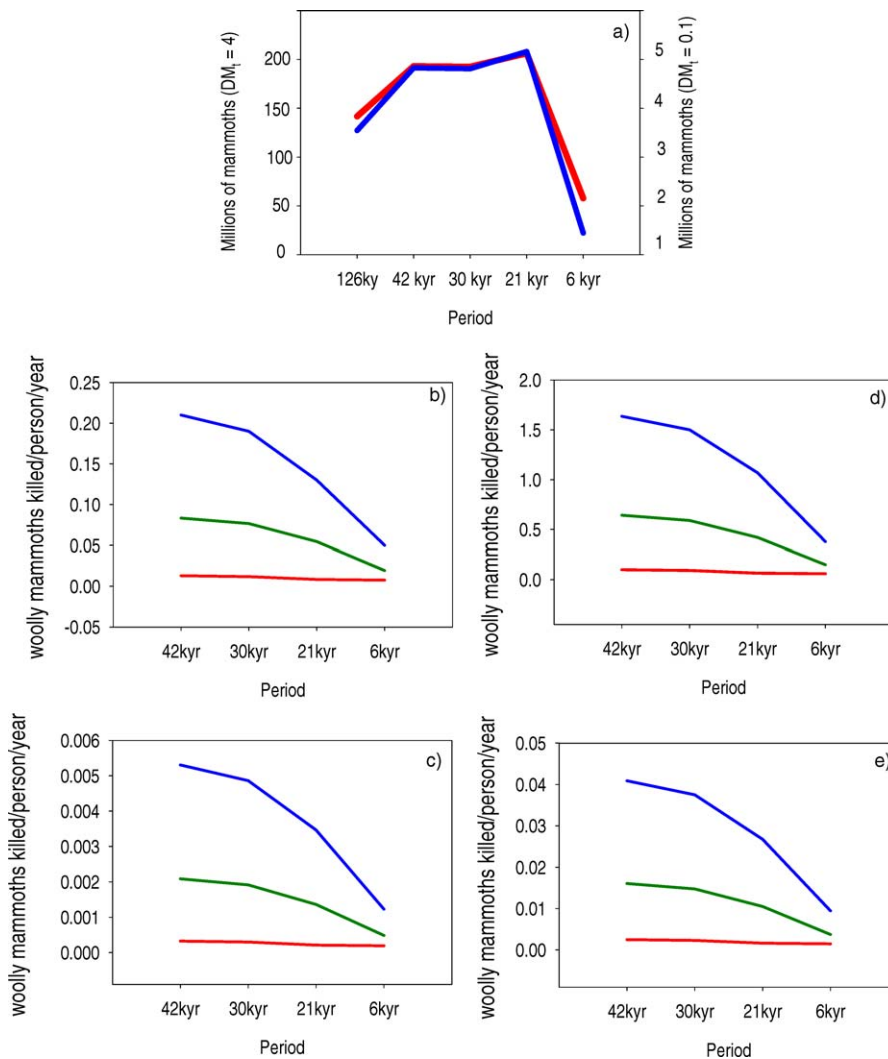 a)
Millions of mammoths (DMt = 4)
200
150
100
50
0
5
4
3
2
1
Millions of mammoths (DMt = 0.1)
126ky 42 kyr 30 kyr 21 kyr 6 kyr
Period
b)
woolly mammoths killed/person/year
0.25
0.20
0.15
0.10
0.05
0.00
-0.05
42kyr 30kyr 21kyr 6kyr
Period
d)
woolly mammoths killed/person/year
2.0
1.5
1.0
0.5
0.0
42kyr 30kyr 21kyr 6kyr
Period
c)
woolly mammoths killed/person/year
0.006
0.005
0.004
0.003
0.002
0.001
0.000
42kyr 30kyr 21kyr 6kyr
Period
e)
woolly mammoths killed/person/year
0.05
0.04
0.03
0.02
0.01
0.00
42kyr 30kyr 21kyr 6kyr
Period